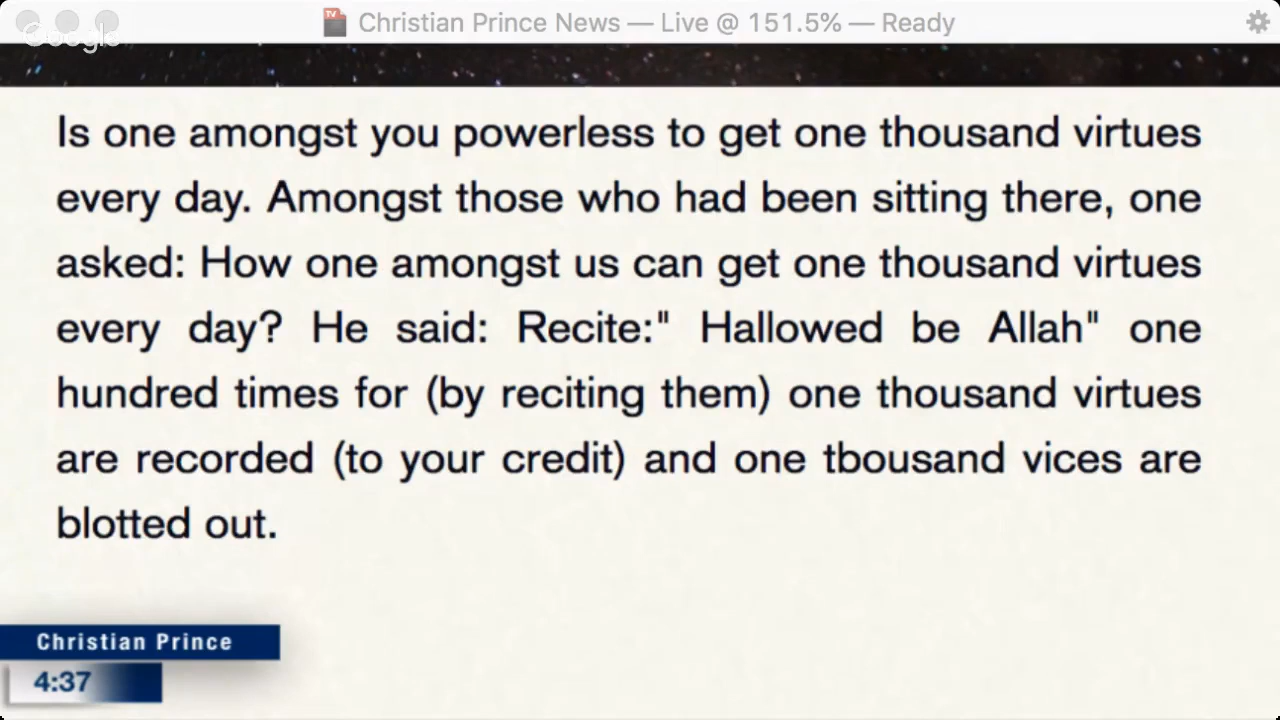 Christian Prince News — Live @ 151.5% — Ready
Google
Is one amongst you powerless to get one thousand virtues
every day. Amongst those who had been sitting there, one
asked: How one amongst us can get one thousand virtues
every day? He said: Recite:" Hallowed be Allah" one
hundred times for (by reciting them) one thousand virtues
are recorded (to your credit) and one tbousand vices are
blotted out.
Christian Prince
4:37